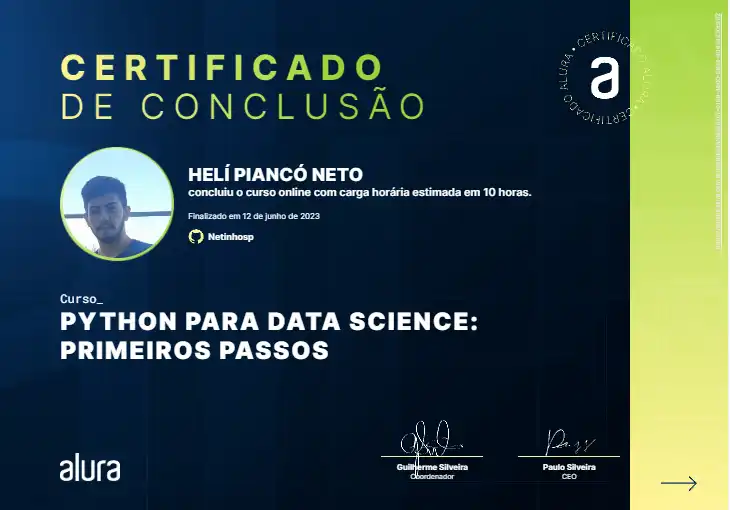 CERTIFICADO
DE CONCLUSÃO
CERTIFICADO ALURA • CERTIFICADO ALURA •
a
HELÍ PIANCÓ NETO
concluiu o curso online com carga horária estimada em 10 horas.
Finalizado em 12 de junho de 2023
Netinhosp
Curso_
PYTHON PARA DATA SCIENCE:
PRIMEIROS PASSOS
alura
Guilherme Silveira
Coordenador
Paulo Silveira
CEO